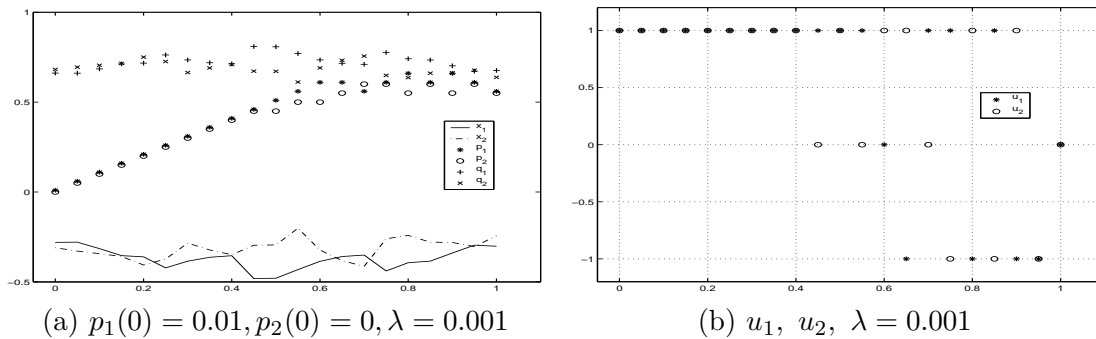 1
0.5
0
−0.5
0
0.2
0.4
0.6
0.8
1
x₁
x₂
p₁
p₂
q₁
q₂
(a) p₁(0) = 0.01, p₂(0) = 0, λ = 0.001
1
0.5
0
−0.5
−1
0
0.2
0.4
0.6
0.8
1
u₁
u₂
(b) u₁, u₂, λ = 0.001